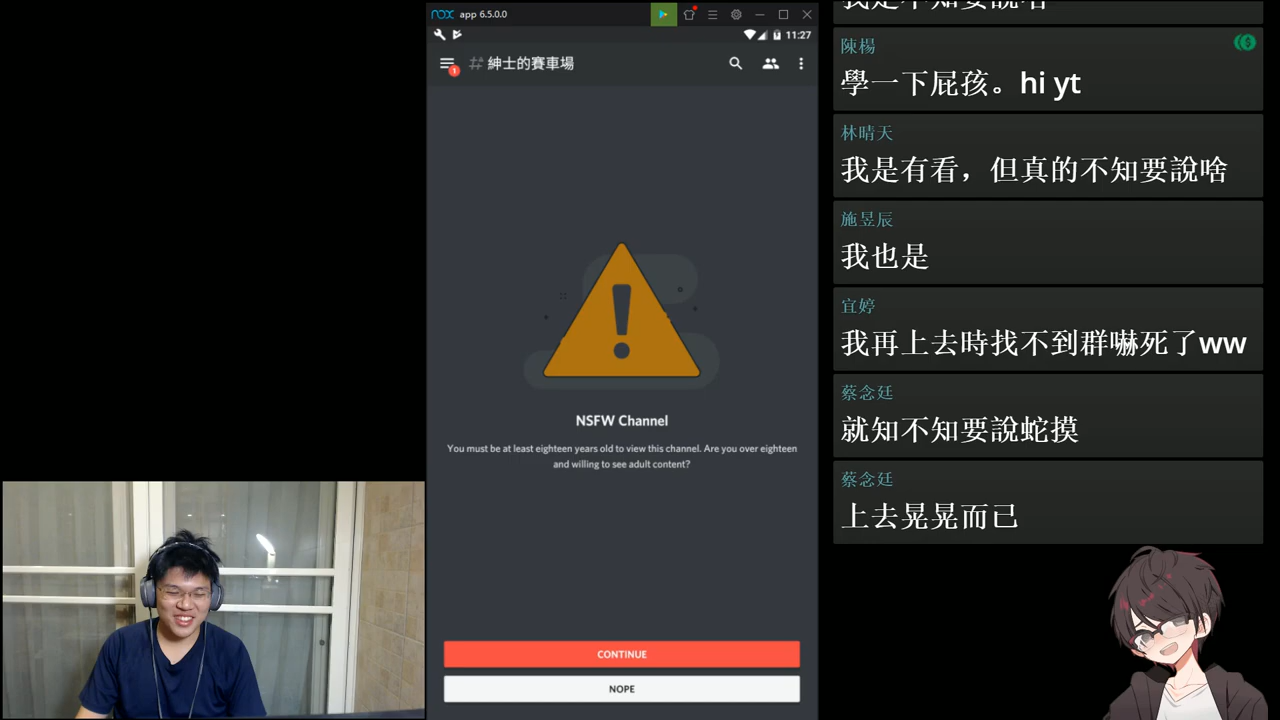 nox app 6.5.0.0
11:27
1
# 紳士的賽車場
NSFW Channel
You must be at least eighteen years old to view this channel. Are you over eighteen
and willing to see adult content?
CONTINUE
NOPE
陳楊
學一下屁孩。hi yt
林晴天
我是有看，但真的不知要說啥
施昱辰
我也是
宜婷
我再上去時找不到群嚇死了ww
蔡念廷
就知不知要說蛇摸
蔡念廷
上去晃晃而已